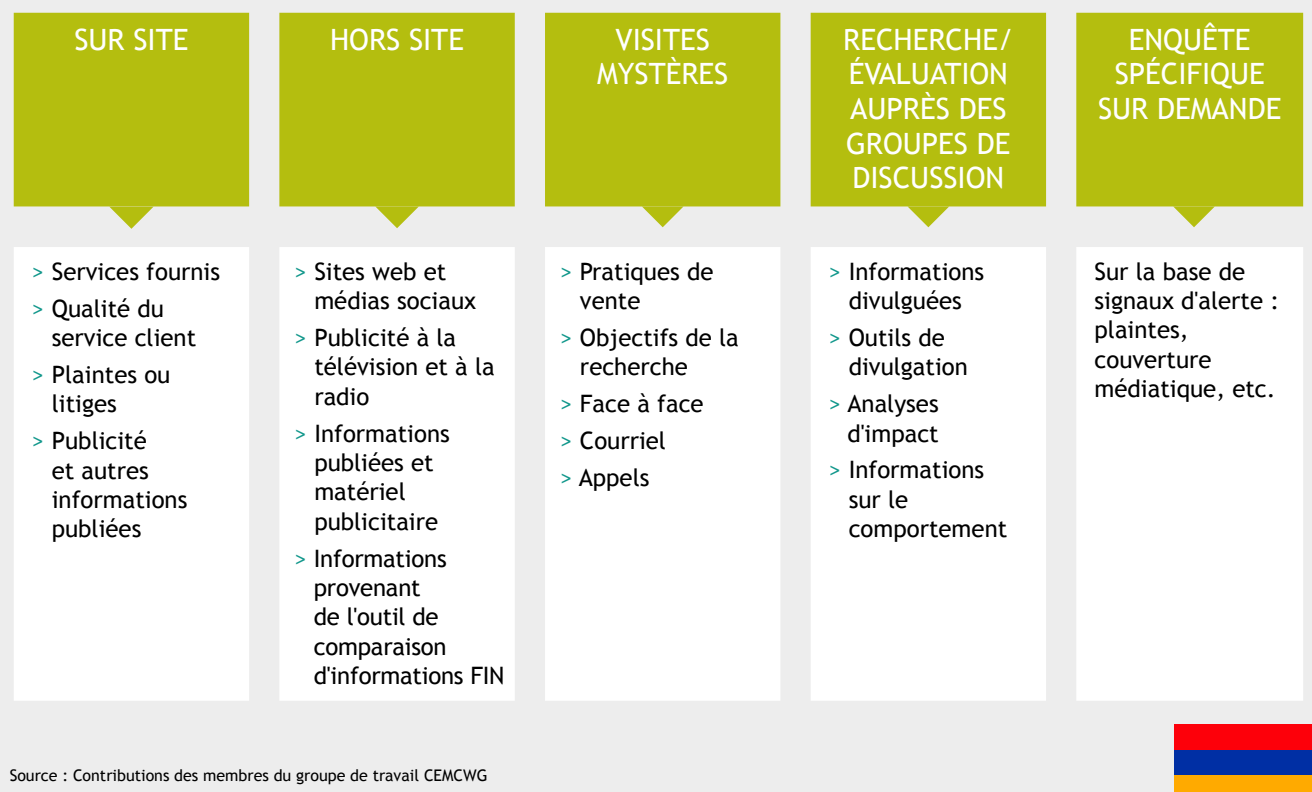 SUR SITE
> Services fournis
> Qualité du
service client
> Plaintes ou
litiges
> Publicité
et autres
informations
publiées
HORS SITE
> Sites web et
médias sociaux
> Publicité à la
télévision et à la
radio
> Informations
publiées et
matériel
publicitaire
> Informations
provenant
de l'outil de
comparaison
d'informations FIN
VISITES
MYSTÈRES
> Pratiques de
vente
> Objectifs de la
recherche
> Face à face
> Courriel
> Appels
RECHERCHE/
ÉVALUATION
AUPRÈS DES
GROUPES DE
DISCUSSION
> Informations
divulguées
> Outils de
divulgation
> Analyses
d'impact
> Informations
sur le
comportement
ENQUÊTE
SPÉCIFIQUE
SUR DEMANDE
Sur la base de
signaux d'alerte :
plaintes,
couverture
médiatique, etc.
Source : Contributions des membres du groupe de travail CEMCWG